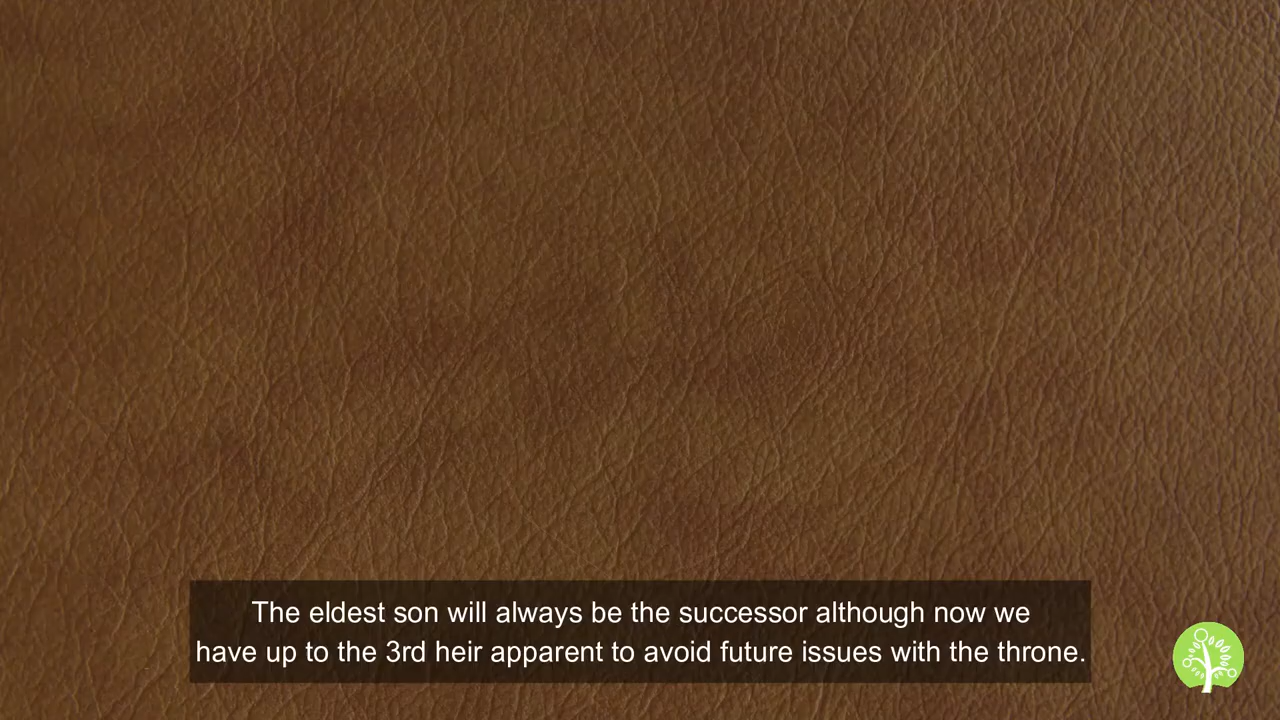 The eldest son will always be the successor although now we
have up to the 3rd heir apparent to avoid future issues with the throne.